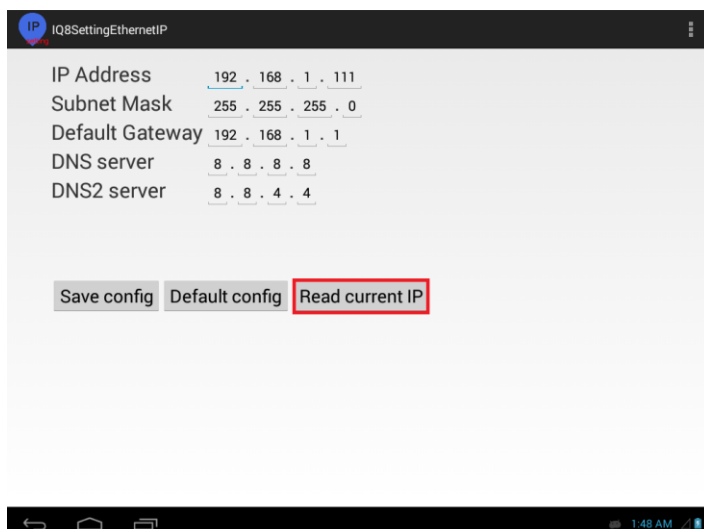 IP
Setting
IQ8SettingEthernetIP
IP Address 192 . 168 . 1 . 111
Subnet Mask 255 . 255 . 255 . 0
Default Gateway 192 . 168 . 1 . 1
DNS server 8 . 8 . 8 . 8
DNS2 server 8 . 8 . 4 . 4
Save config Default config Read current IP
1:48 AM